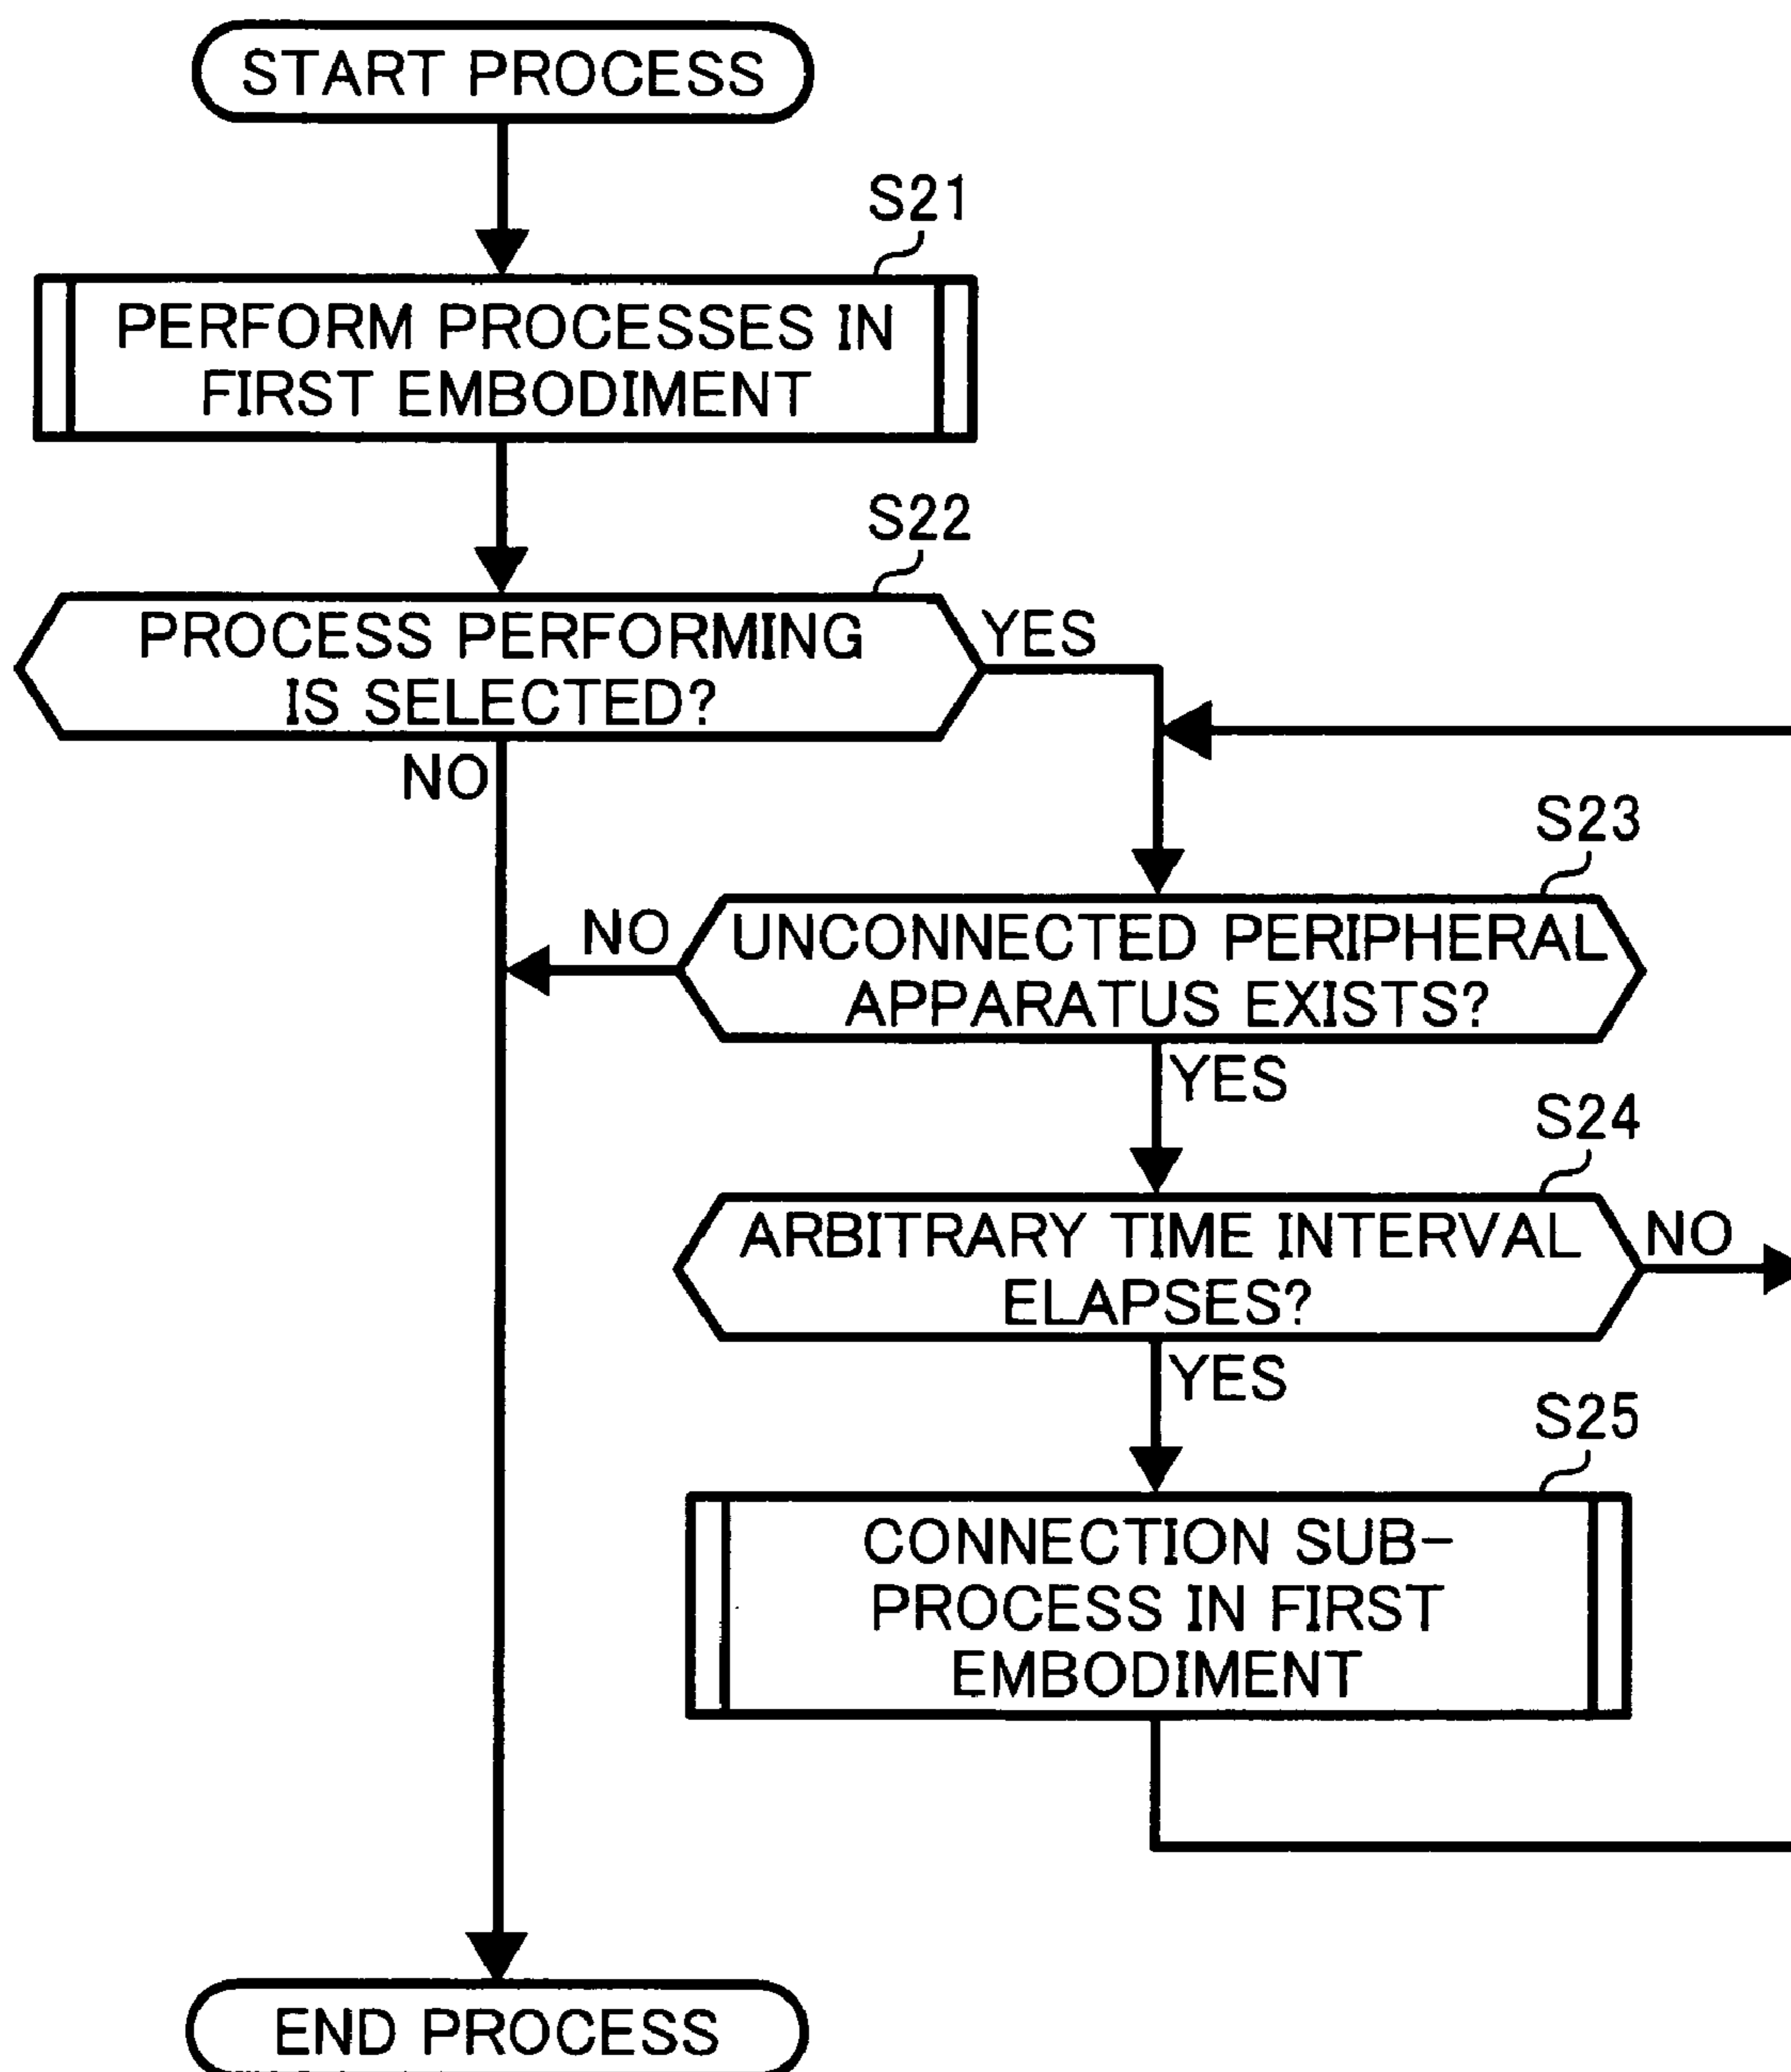 START PROCESS
S21
PERFORM PROCESSES IN
FIRST EMBODIMENT
S22
PROCESS PERFORMING
IS SELECTED?
YES
NO
S23
UNCONNECTED PERIPHERAL
APPARATUS EXISTS?
NO
YES
S24
ARBITRARY TIME INTERVAL
ELAPSES?
NO
YES
S25
CONNECTION SUB-
PROCESS IN FIRST
EMBODIMENT
END PROCESS